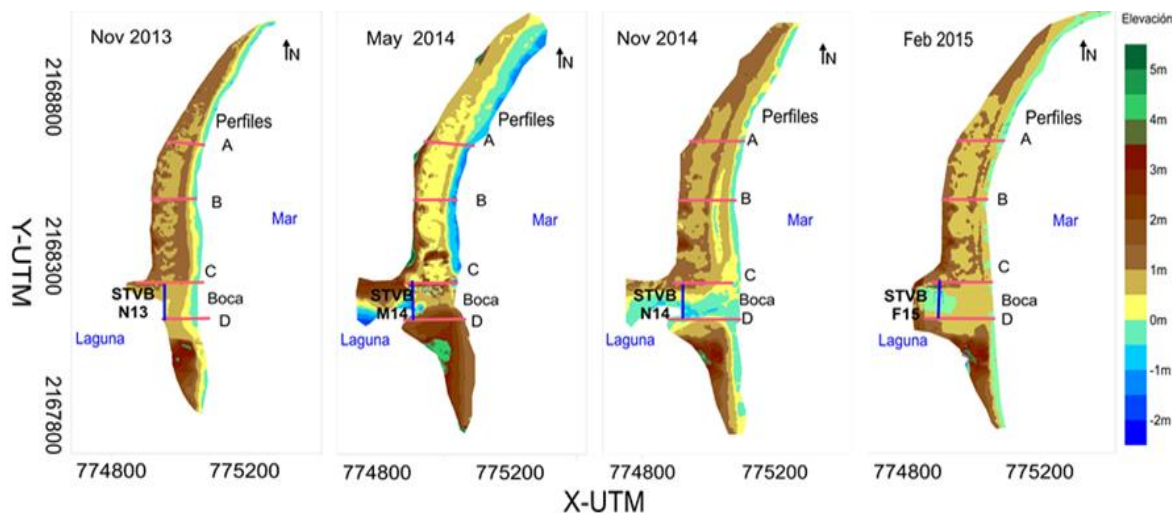 Nov 2013
N
Perfiles
A
B
Mar
C
STVB
N13
Boca
D
Laguna
May 2014
N
Perfiles
A
B
Mar
C
STVB
M14
Boca
D
Laguna
Nov 2014
N
Perfiles
A
B
Mar
C
STVB
N14
Boca
D
Laguna
Feb 2015
N
Perfiles
A
B
Mar
C
STVB
F15
Boca
D
Laguna
Elevación
5m
4m
3m
2m
1m
0m
-1m
-2m
Y-UTM
2168800
2168300
2167800
774800 775200 774800 775200 774800 775200 774800 775200
X-UTM